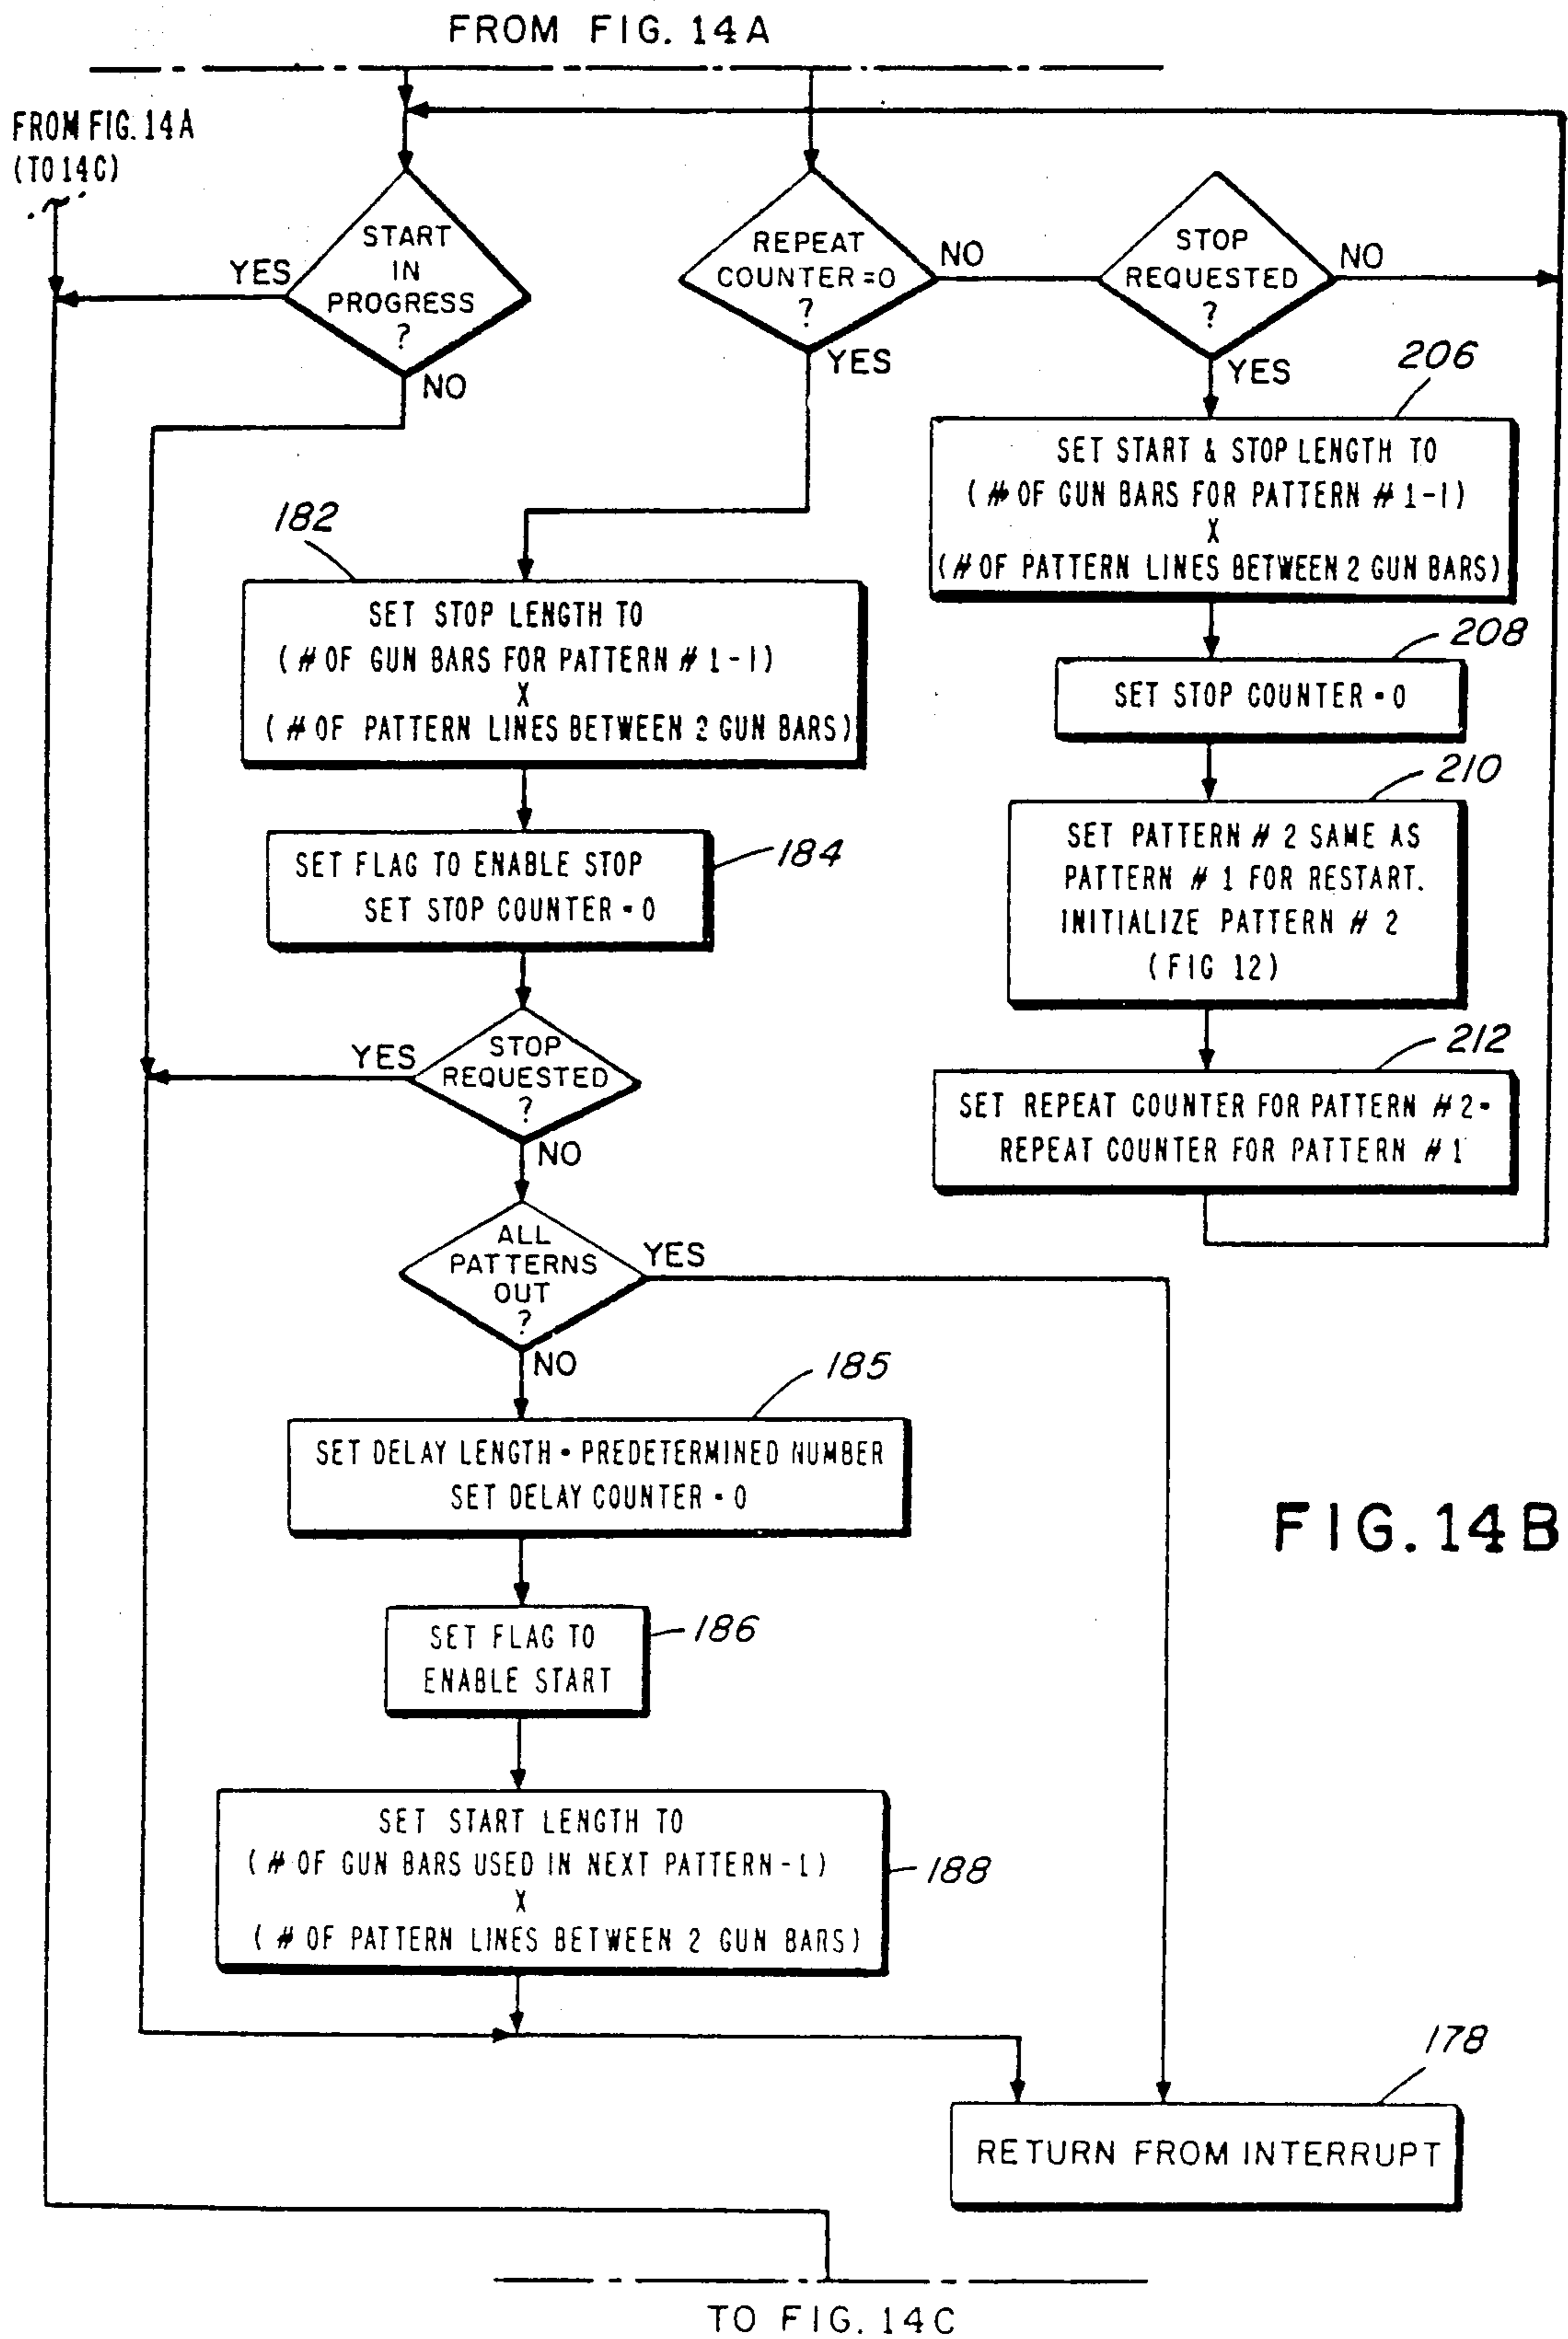 FROM FIG. 14A
FROM FIG. 14A
(TO 14C)
START
IN
PROGRESS
?
YES
NO
REPEAT
COUNTER=0
?
NO
YES
STOP
REQUESTED
?
NO
YES
206
SET START & STOP LENGTH TO
(# OF GUN BARS FOR PATTERN # 1-1)
X
(# OF PATTERN LINES BETWEEN 2 GUN BARS)
182
SET STOP LENGTH TO
(# OF GUN BARS FOR PATTERN # 1-1)
X
(# OF PATTERN LINES BETWEEN 2 GUN BARS)
208
SET STOP COUNTER = 0
210
SET PATTERN # 2 SAME AS
PATTERN # 1 FOR RESTART.
INITIALIZE PATTERN # 2
(FIG 12)
184
SET FLAG TO ENABLE STOP
SET STOP COUNTER = 0
212
SET REPEAT COUNTER FOR PATTERN # 2=
REPEAT COUNTER FOR PATTERN # 1
STOP
REQUESTED
?
YES
NO
ALL
PATTERNS
OUT
?
YES
NO
185
SET DELAY LENGTH = PREDETERMINED NUMBER
SET DELAY COUNTER = 0
FIG. 14B
186
SET FLAG TO
ENABLE START
188
SET START LENGTH TO
(# OF GUN BARS USED IN NEXT PATTERN-1)
X
(# OF PATTERN LINES BETWEEN 2 GUN BARS)
178
RETURN FROM INTERRUPT
TO FIG. 14C